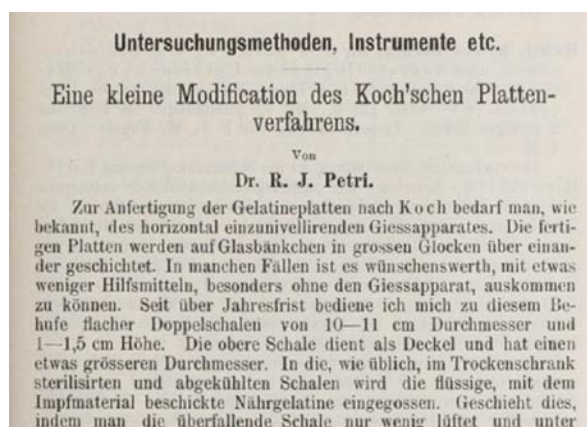 Untersuchungsmethoden, Instrumente etc.
Eine kleine Modification des Koch'schen Platten-
verfahrens.
Von
Dr. R. J. Petri.
Zur Anfertigung der Gelatineplatten nach Koch bedarf man, wie
bekannt, des horizontal einzunivellirenden Giessapparates. Die ferti-
gen Platten werden auf Glasbänkchen in grossen Glocken über einan-
der geschichtet. In manchen Fällen ist es wünschenswerth, mit etwas
weniger Hilfsmitteln, besonders ohne den Giessapparat, auskommen
zu können. Seit über Jahresfrist bediene ich mich zu diesem Be-
hufe flacher Doppelschalen von 10—11 cm Durchmesser und
1—1,5 cm Höhe. Die obere Schale dient als Deckel und hat einen
etwas grösseren Durchmesser. In die, wie üblich, im Trockenschrank
sterilisirten und abgekühlten Schalen wird die flüssige, mit dem
Impfmaterial beschickte Nährgelatine eingegossen. Geschieht dies,
indem man die überfallende Schale nur wenig lüftet und unter